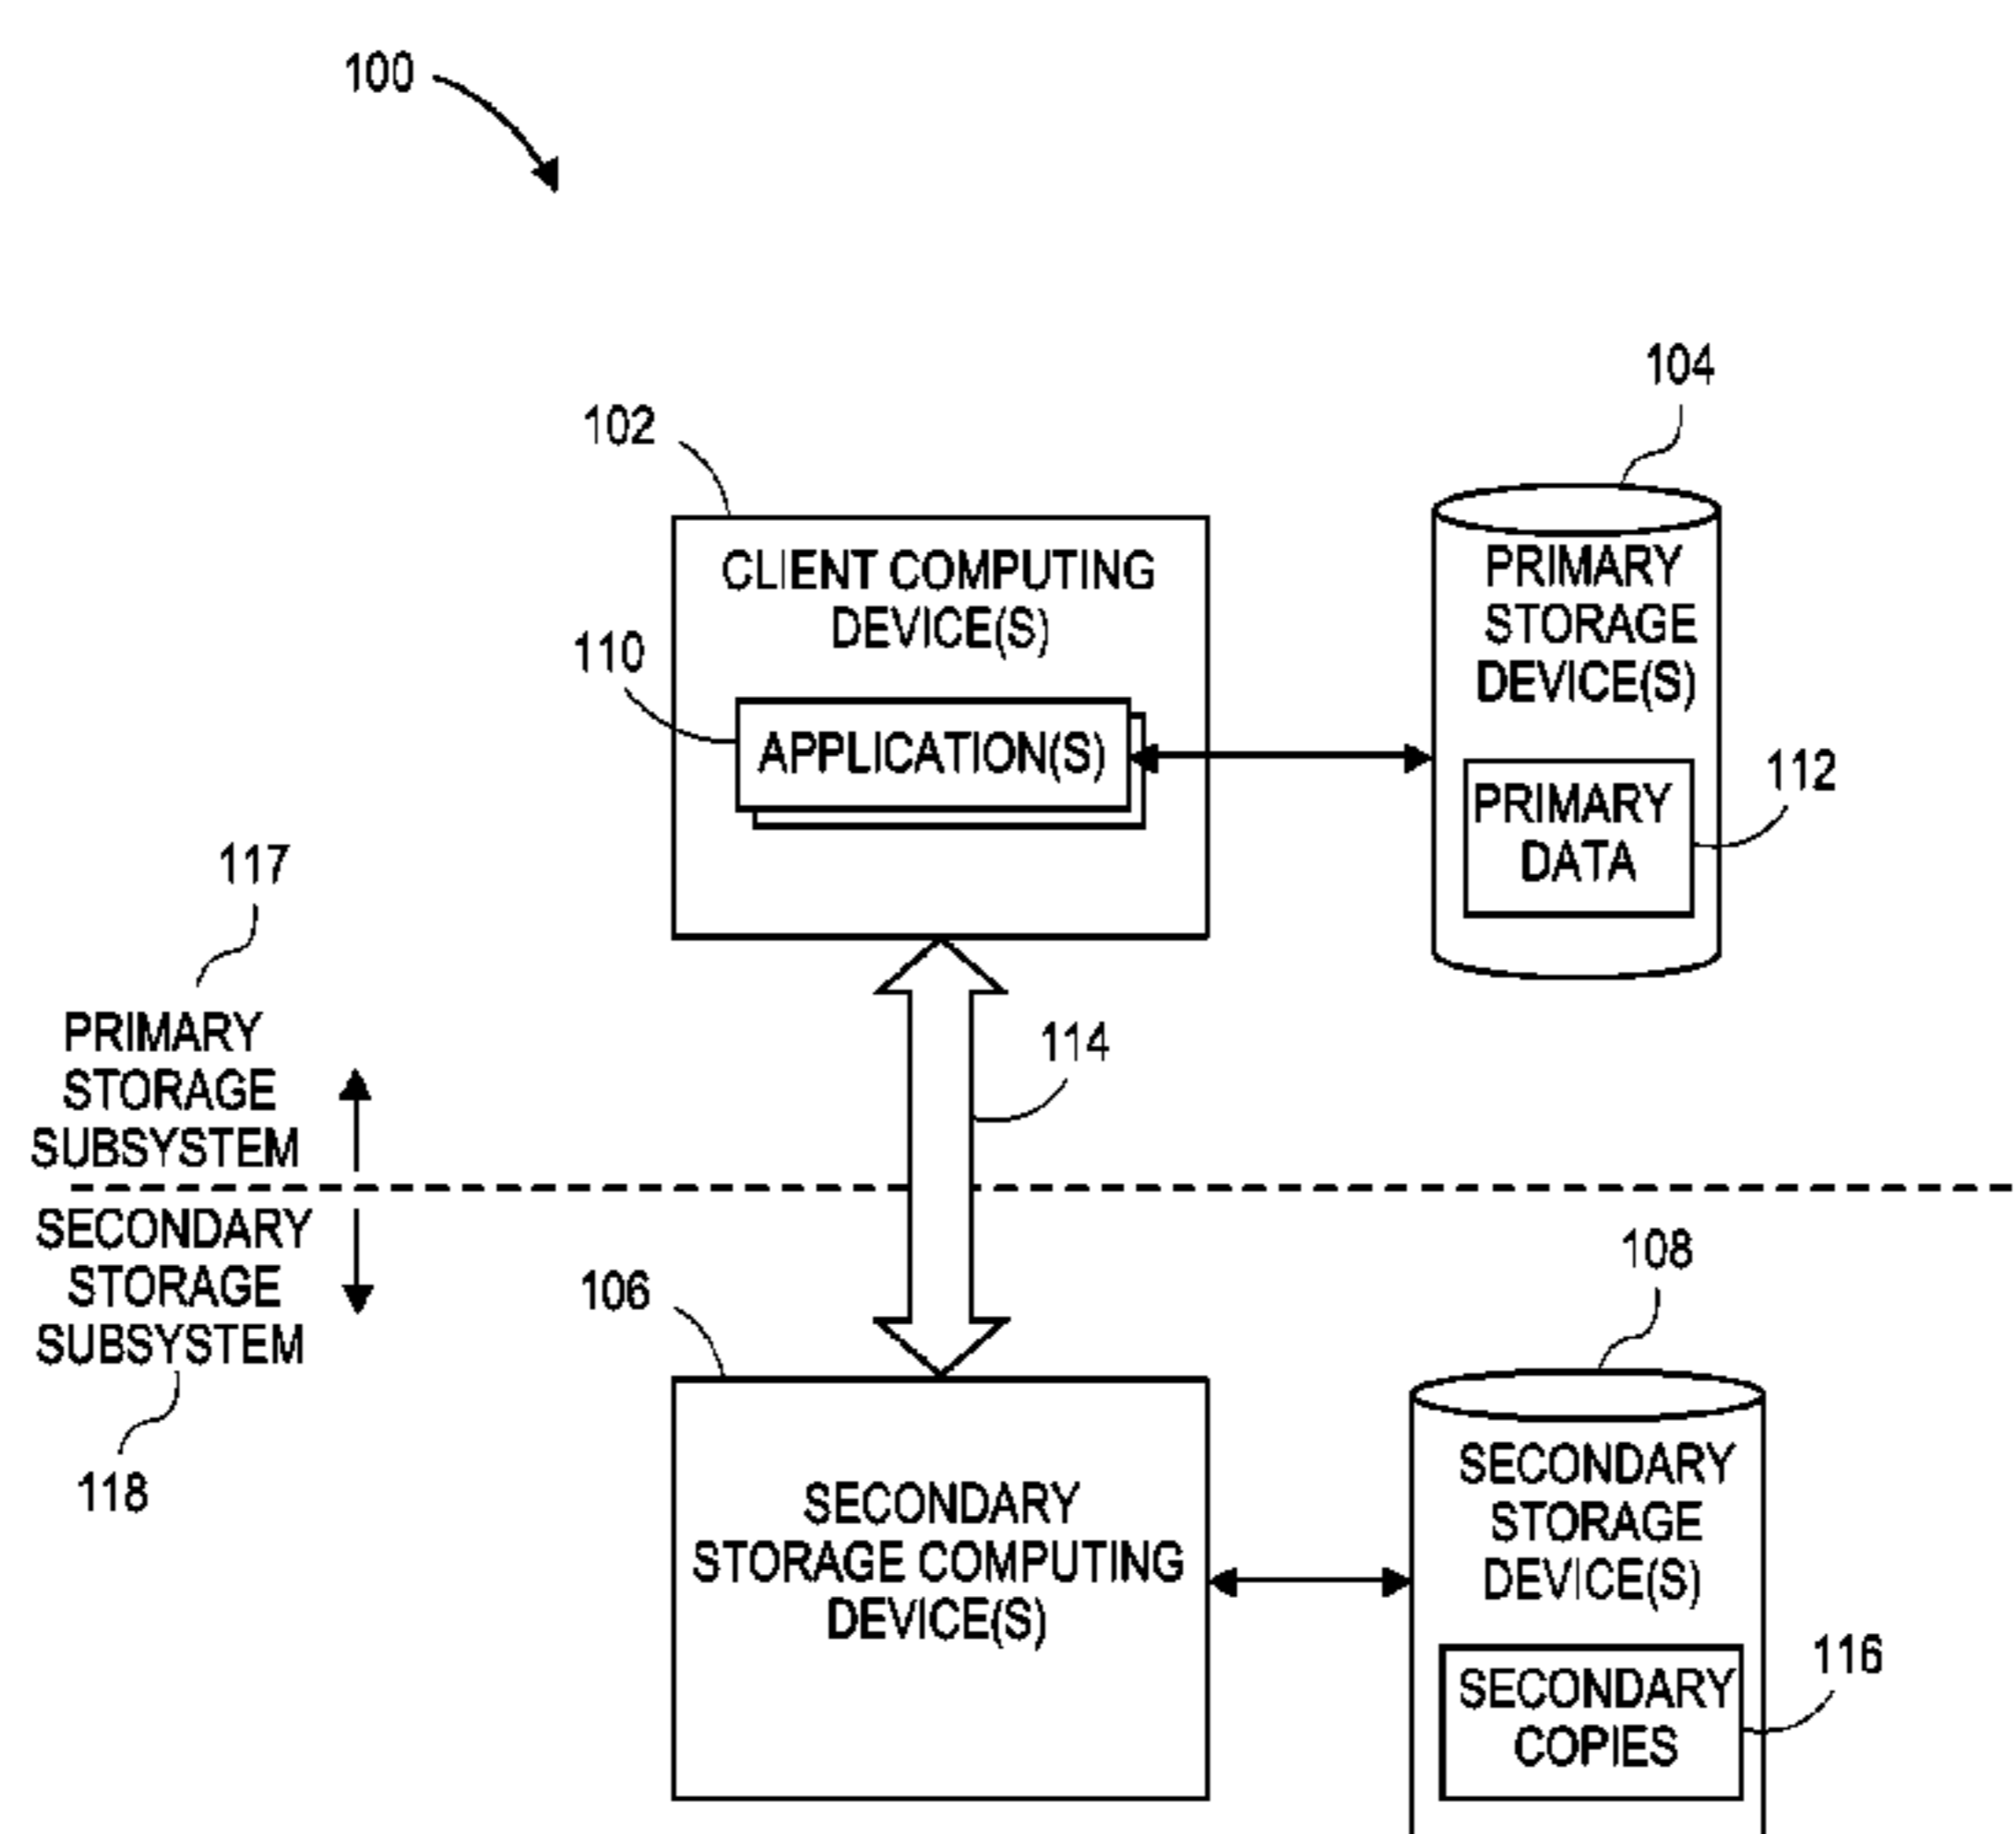 100
104
102
CLIENT COMPUTING
DEVICE(S)
110
APPLICATION(S)
PRIMARY
STORAGE
DEVICE(S)
112
PRIMARY
DATA
117
PRIMARY
STORAGE
SUBSYSTEM
114
SECONDARY
STORAGE
SUBSYSTEM
118
106
108
SECONDARY
STORAGE COMPUTING
DEVICE(S)
SECONDARY
STORAGE
DEVICE(S)
116
SECONDARY
COPIES